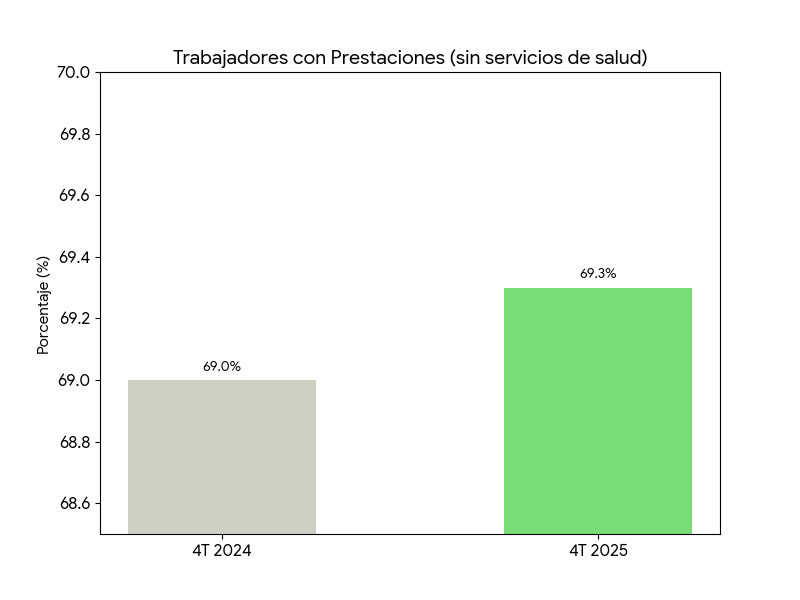 Trabajadores con Prestaciones (sin servicios de salud)
70.0
69.8
69.6
69.4
69.2
69.0
68.8
68.6
Porcentaje (%)
69.0%
69.3%
4T 2024
4T 2025